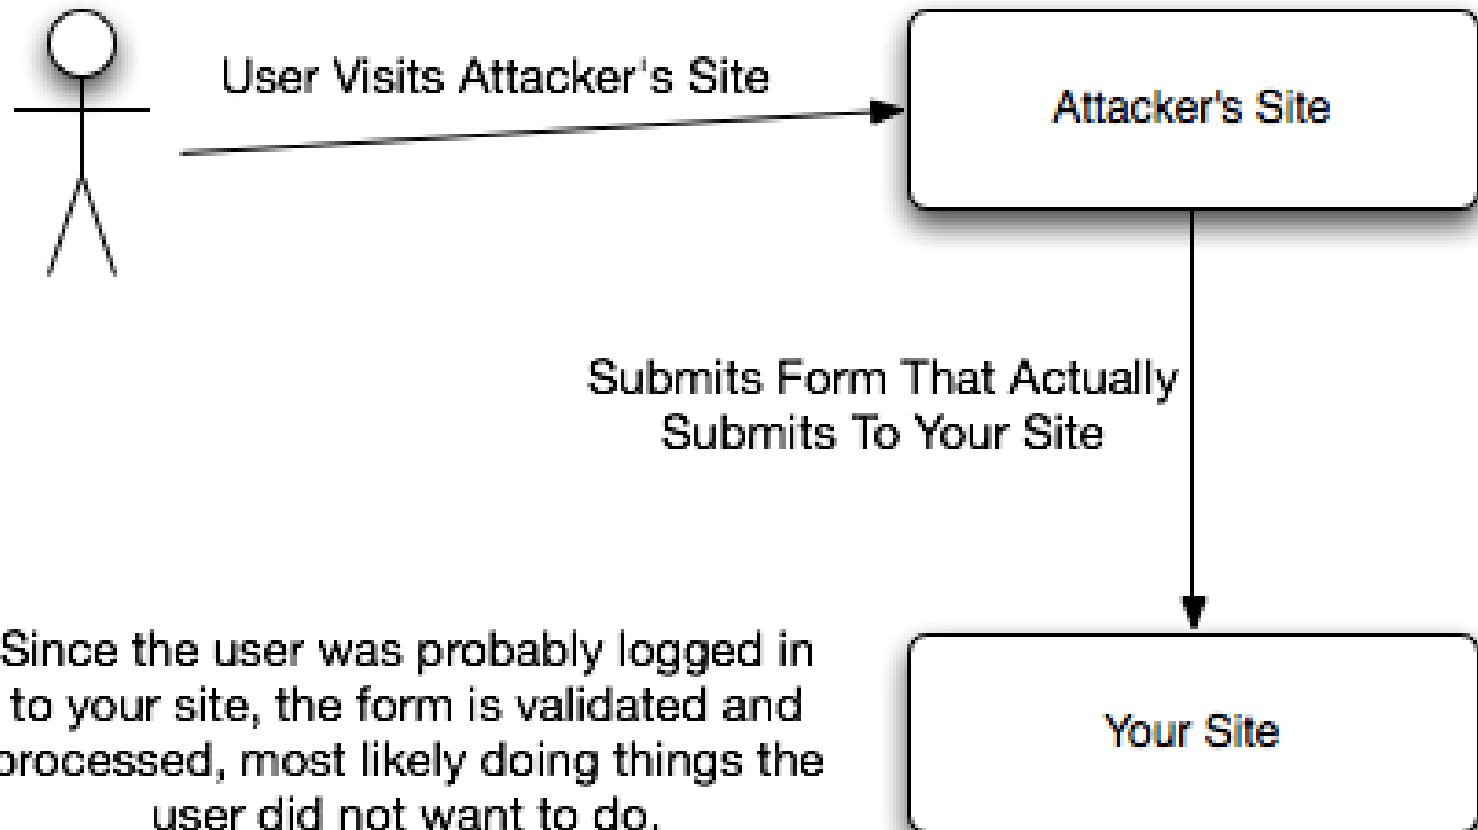 User Visits Attacker's Site
Attacker's Site
Submits Form That Actually
Submits To Your Site
Since the user was probably logged in
to your site, the form is validated and
processed, most likely doing things the
user did not want to do.
Your Site